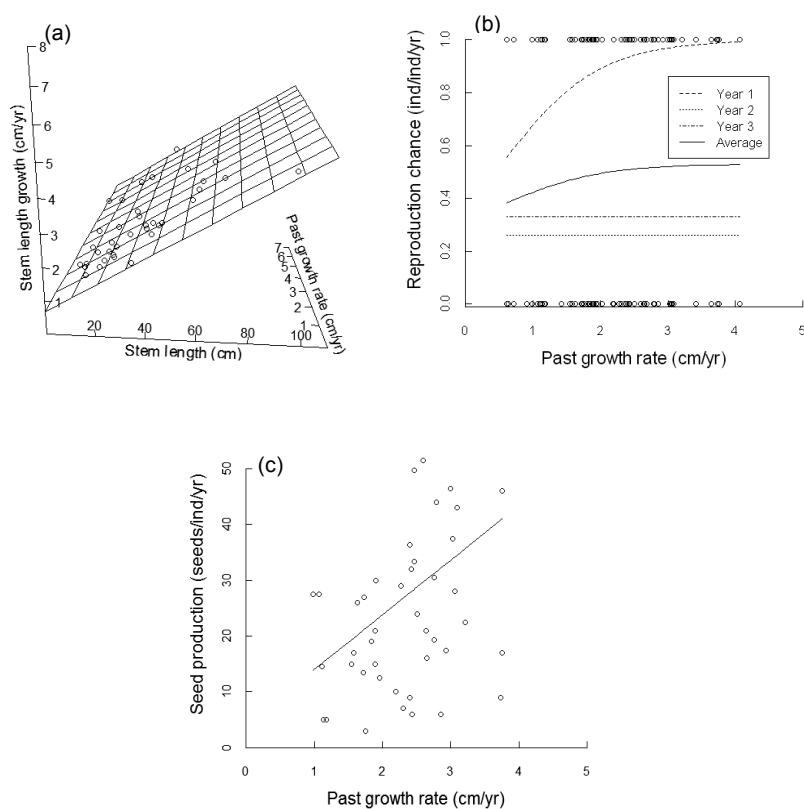 (a)
8
7
6
5
4
3
2
1
Stem length growth (cm/yr)
20
40
60
80
100
Stem length (cm)
7
6
5
4
3
2
1
Past growth rate (cm/yr)
(b)
1.0
0.8
0.6
0.4
0.2
0.0
Reproduction chance (ind/ind/yr)
Year 1
Year 2
Year 3
Average
0 1 2 3 4 5
Past growth rate (cm/yr)
(c)
50
40
30
20
10
0
Seed production (seeds/ind/yr)
0 1 2 3 4 5
Past growth rate (cm/yr)